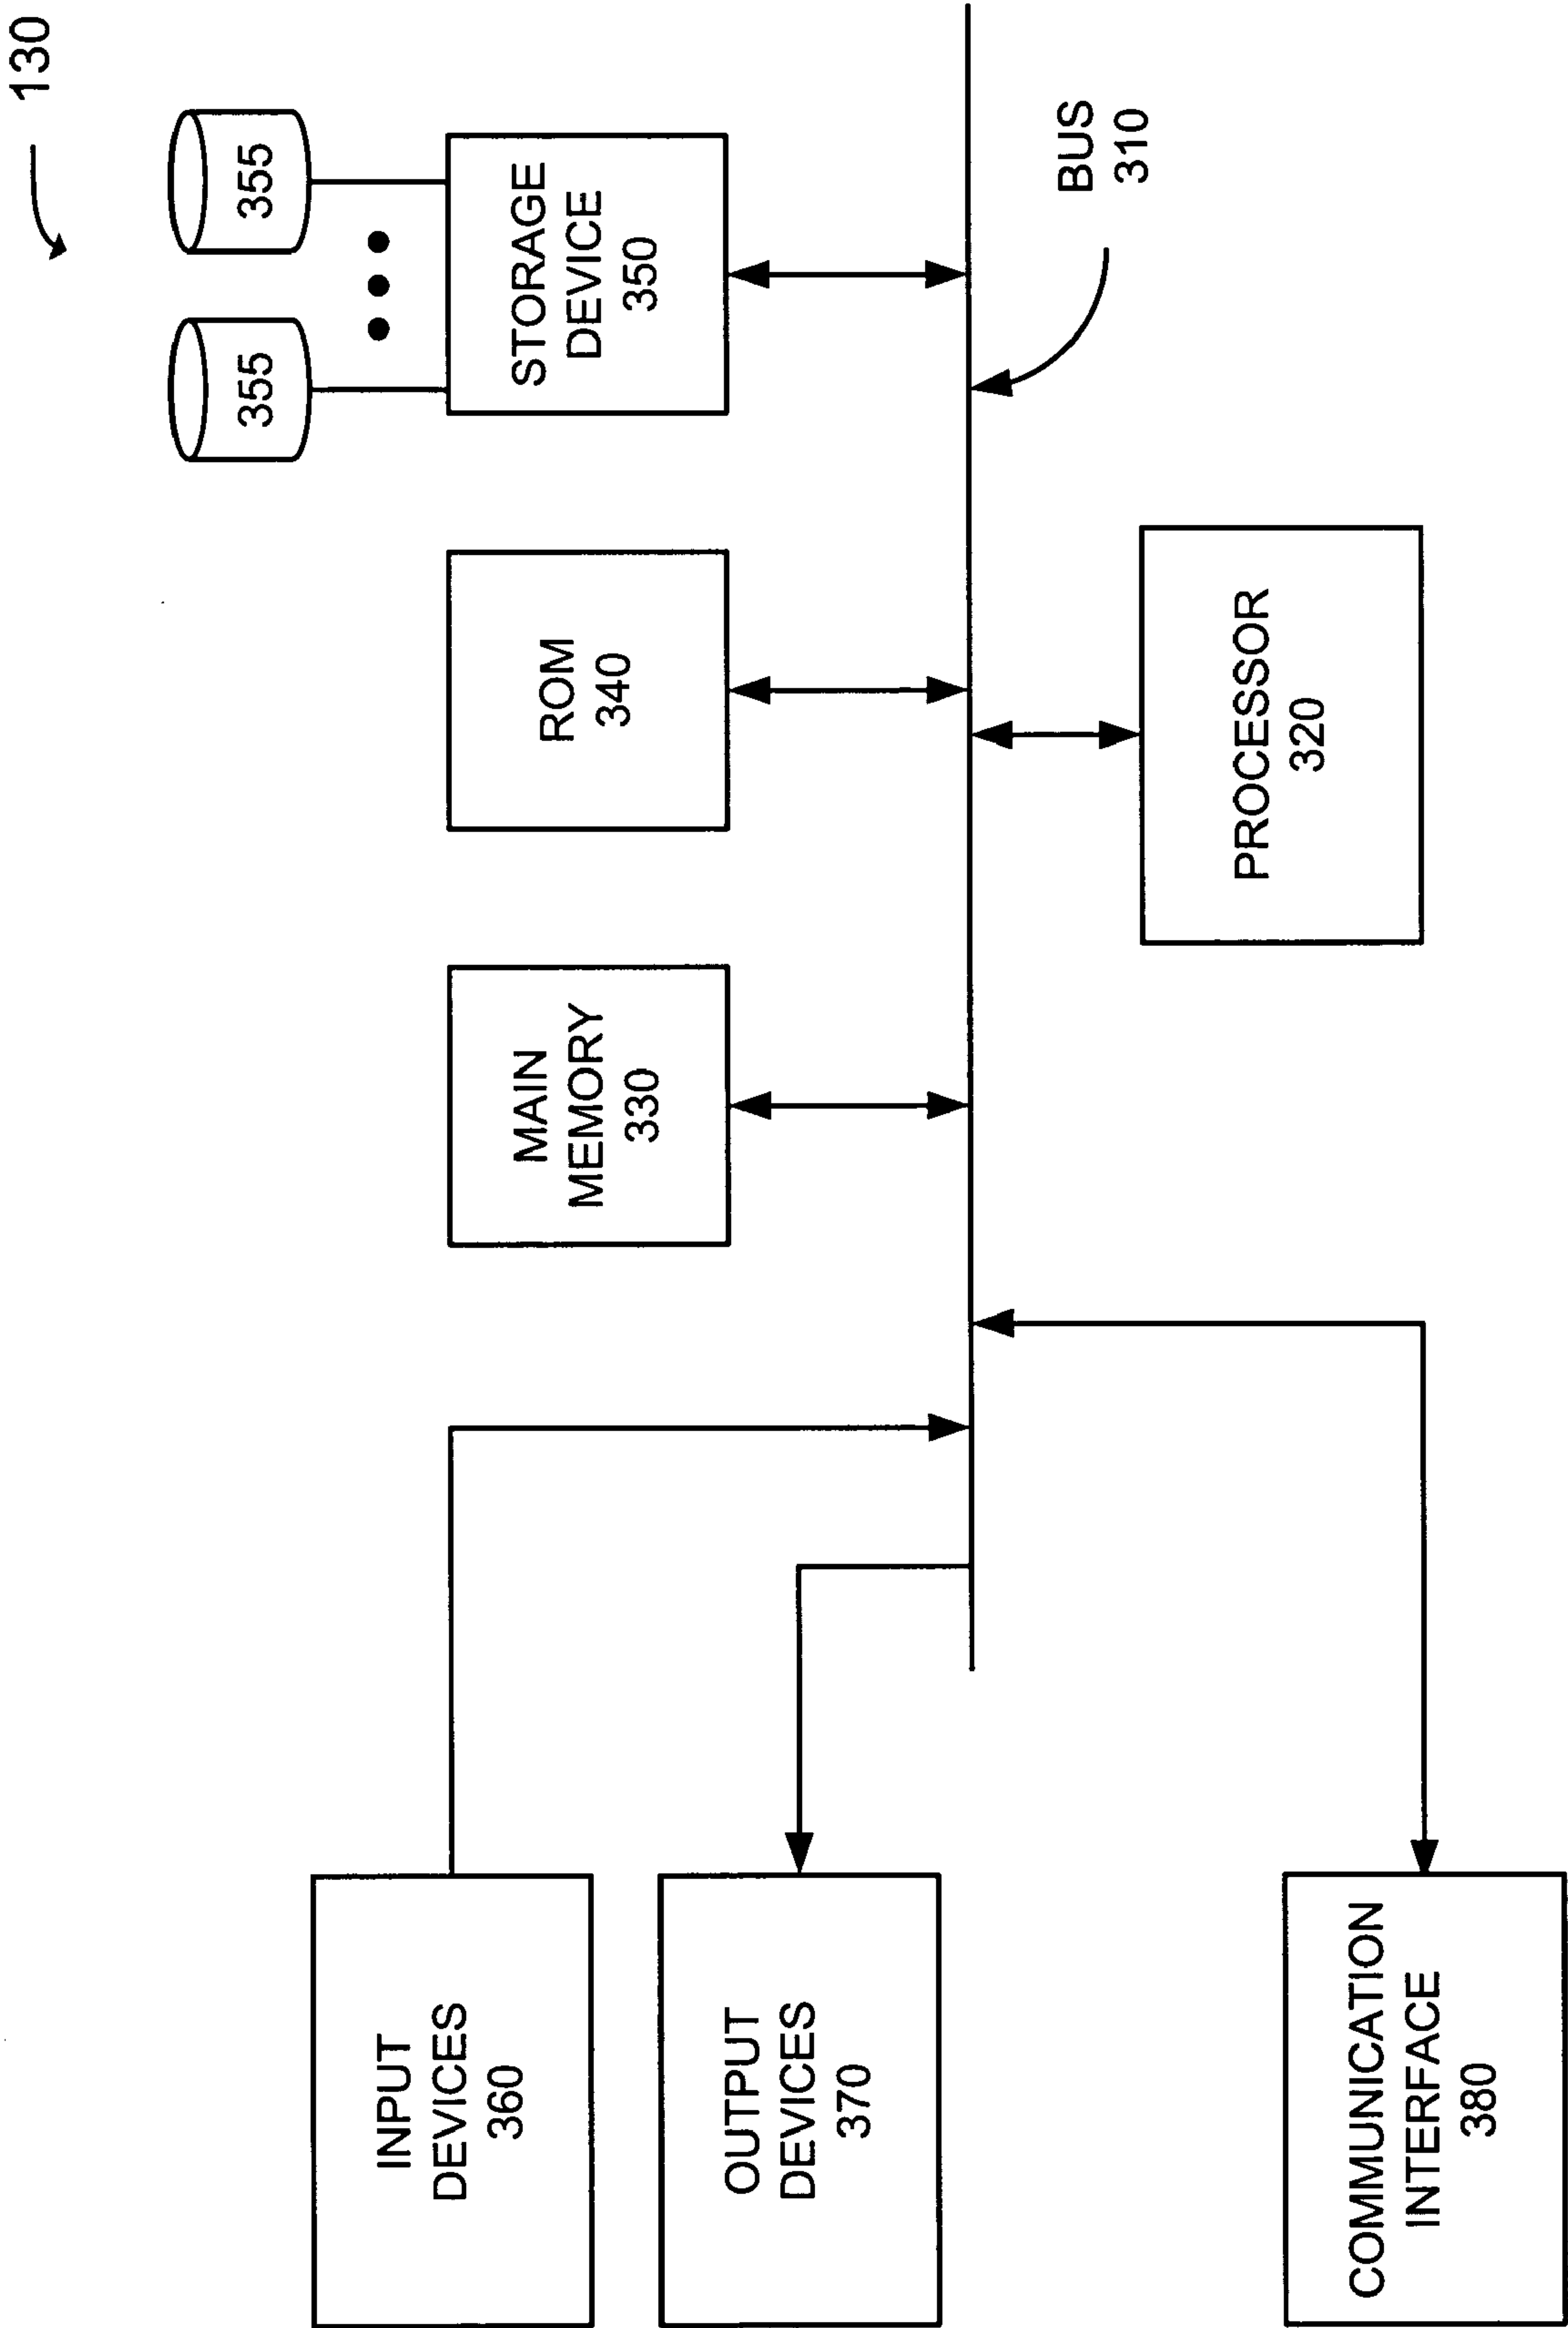 130
355
355
INPUT
DEVICES
360
MAIN
MEMORY
330
ROM
340
STORAGE
DEVICE
350
OUTPUT
DEVICES
370
BUS
310
PROCESSOR
320
COMMUNICATION
INTERFACE
380